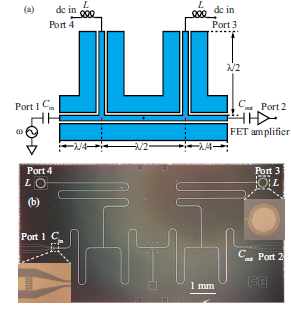 (a)
dc in
L
Port 4
dc in
L
Port 3
λ/2
Port 1
C_in
C_out
Port 2
ω
FET amplifier
λ/4
λ/2
λ/4
Port 4
L
Port 3
L
(b)
Port 1
C_in
C_out
Port 2
1 mm